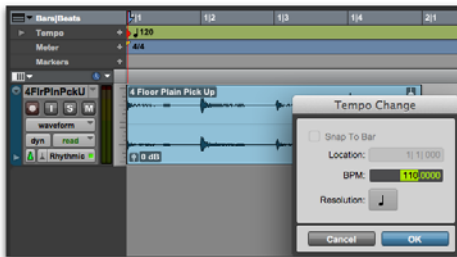 Bars|Beats
1|1 1|2 1|3 1|4 2|1
Tempo
120
Meter
4/4
Markers
4FlrPlnPckU
4 Floor Plain Pick Up
I S M
waveform
dyn read
Rhythmic
0 dB
Tempo Change
Snap To Bar
Location: 1| 1| 000
BPM: 110.0000
Resolution:
Cancel OK